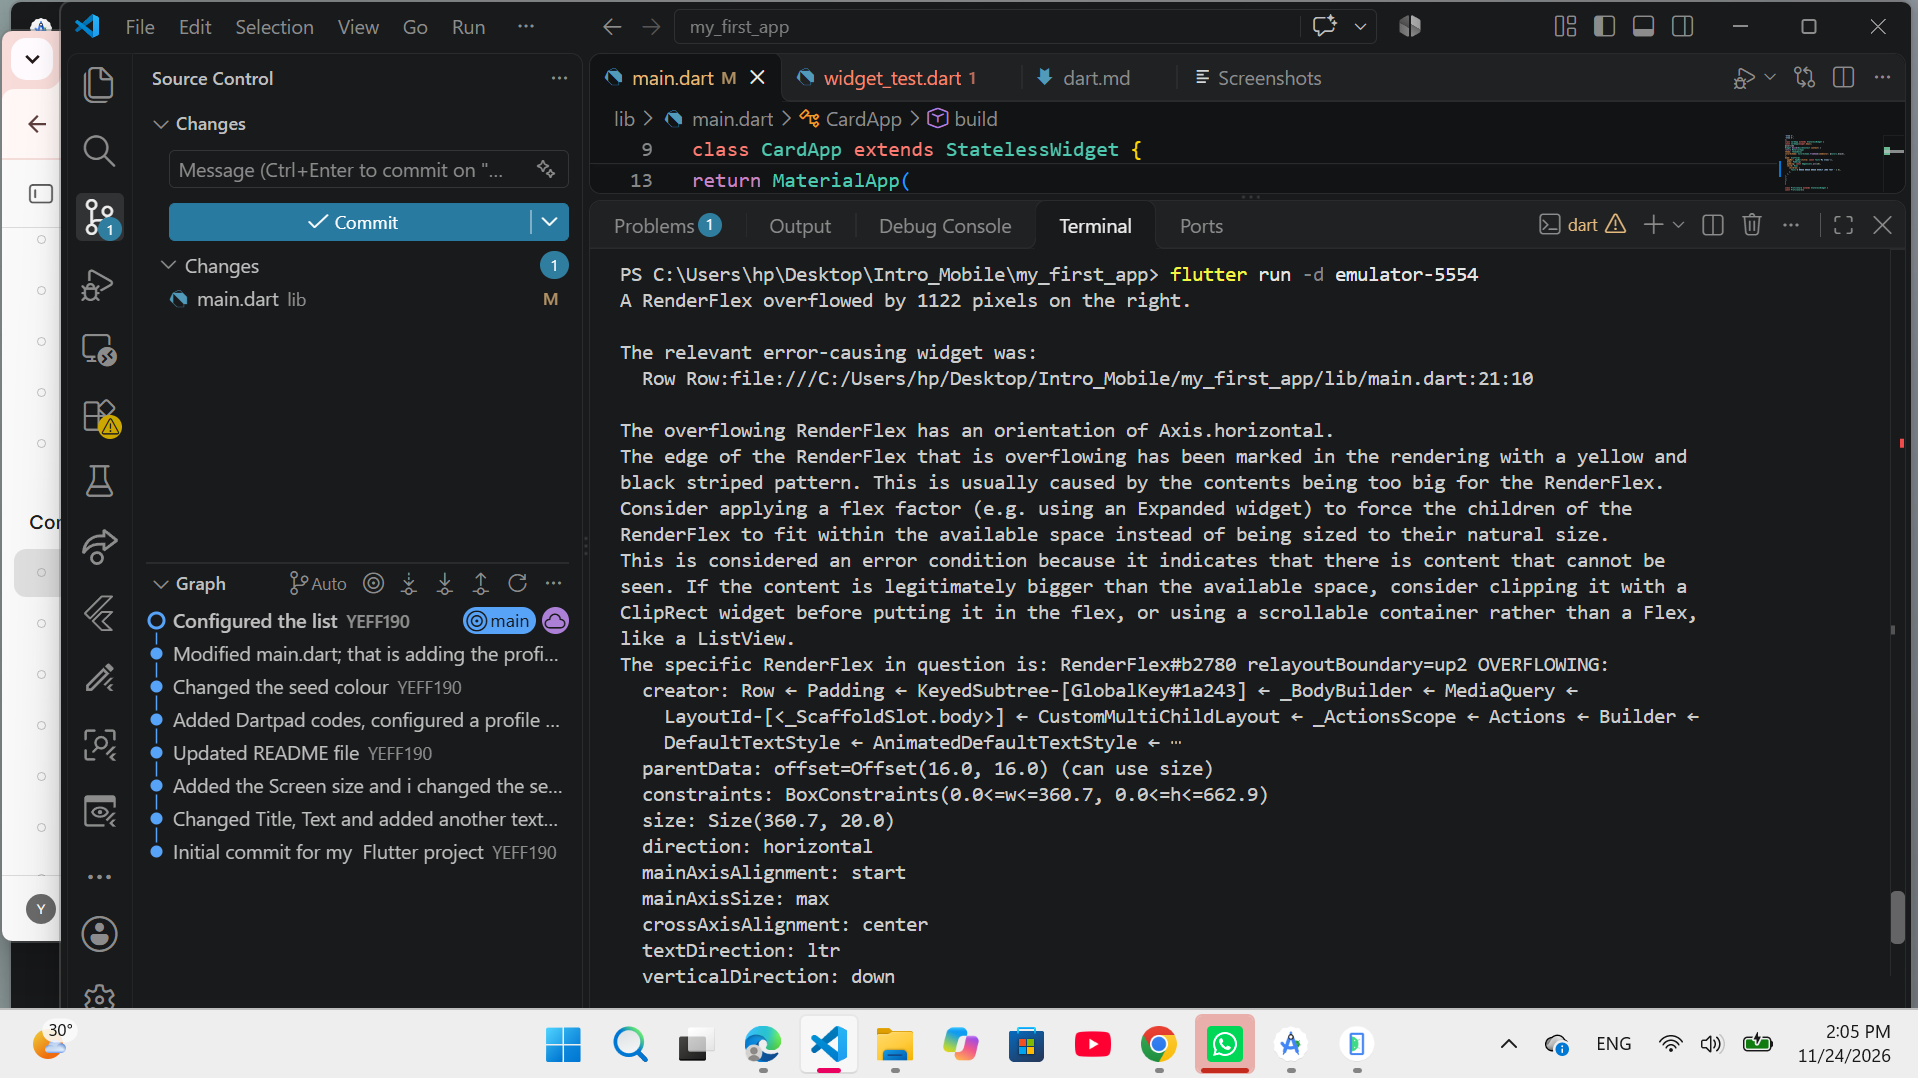 File Edit Selection View Go Run ···
my_first_app
Source Control
Changes
Message (Ctrl+Enter to commit on "...
Commit
Changes 1
main.dart lib M
1
Graph Auto
Configured the list YEFF190 main
Modified main.dart; that is adding the profi...
Changed the seed colour YEFF190
Added Dartpad codes, configured a profile ...
Updated README file YEFF190
Added the Screen size and i changed the se...
Changed Title, Text and added another text...
Initial commit for my Flutter project YEFF190
Cor
Y
main.dart M widget_test.dart 1 dart.md Screenshots
lib > main.dart > CardApp > build
9 class CardApp extends StatelessWidget {
13 return MaterialApp(
Problems 1 Output Debug Console Terminal Ports dart
PS C:\Users\hp\Desktop\Intro_Mobile\my_first_app> flutter run -d emulator-5554
A RenderFlex overflowed by 1122 pixels on the right.
The relevant error-causing widget was:
Row Row:file:///C:/Users/hp/Desktop/Intro_Mobile/my_first_app/lib/main.dart:21:10
The overflowing RenderFlex has an orientation of Axis.horizontal.
The edge of the RenderFlex that is overflowing has been marked in the rendering with a yellow and
black striped pattern. This is usually caused by the contents being too big for the RenderFlex.
Consider applying a flex factor (e.g. using an Expanded widget) to force the children of the
RenderFlex to fit within the available space instead of being sized to their natural size.
This is considered an error condition because it indicates that there is content that cannot be
seen. If the content is legitimately bigger than the available space, consider clipping it with a
ClipRect widget before putting it in the flex, or using a scrollable container rather than a Flex,
like a ListView.
The specific RenderFlex in question is: RenderFlex#b2780 relayoutBoundary=up2 OVERFLOWING:
creator: Row ← Padding ← KeyedSubtree-[GlobalKey#1a243] ← _BodyBuilder ← MediaQuery ←
LayoutId-[<_ScaffoldSlot.body>] ← CustomMultiChildLayout ← _ActionsScope ← Actions ← Builder ←
DefaultTextStyle ← AnimatedDefaultTextStyle ← ⋯
parentData: offset=Offset(16.0, 16.0) (can use size)
constraints: BoxConstraints(0.0<=w<=360.7, 0.0<=h<=662.9)
size: Size(360.7, 20.0)
direction: horizontal
mainAxisAlignment: start
mainAxisSize: max
crossAxisAlignment: center
textDirection: ltr
verticalDirection: down
30°
ENG
2:05 PM
11/24/2026